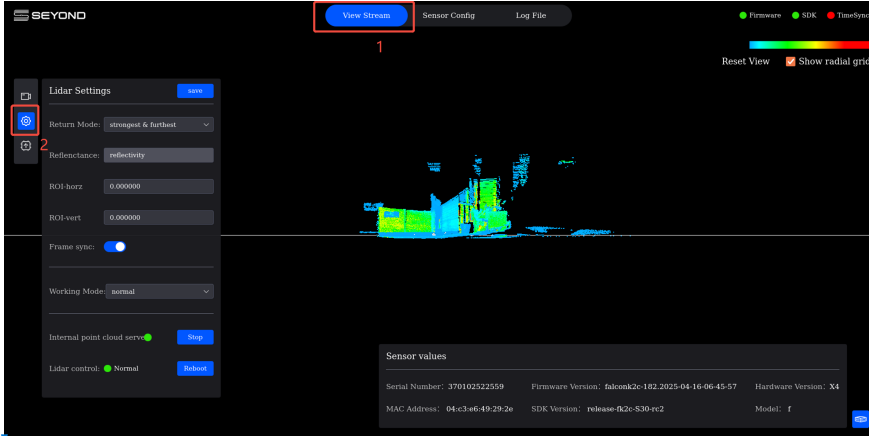 SEYOND
View Stream Sensor Config Log File
Firmware SDK TimeSync
1
Reset View Show radial grid
Lidar Settings save
2
Return Mode: strongest & furthest
Reflenctance: reflectivity
ROI-horz 0.000000
ROI-vert 0.000000
Frame sync:
Working Mode: normal
Internal point cloud serve Stop
Lidar control: Normal Reboot
Sensor values
Serial Number: 370102522559 Firmware Version: falconk2c-182.2025-04-16-06-45-57 Hardware Version: X4
MAC Address: 04:c3:e6:49:29:2e SDK Version: release-fk2c-S30-rc2 Model: f